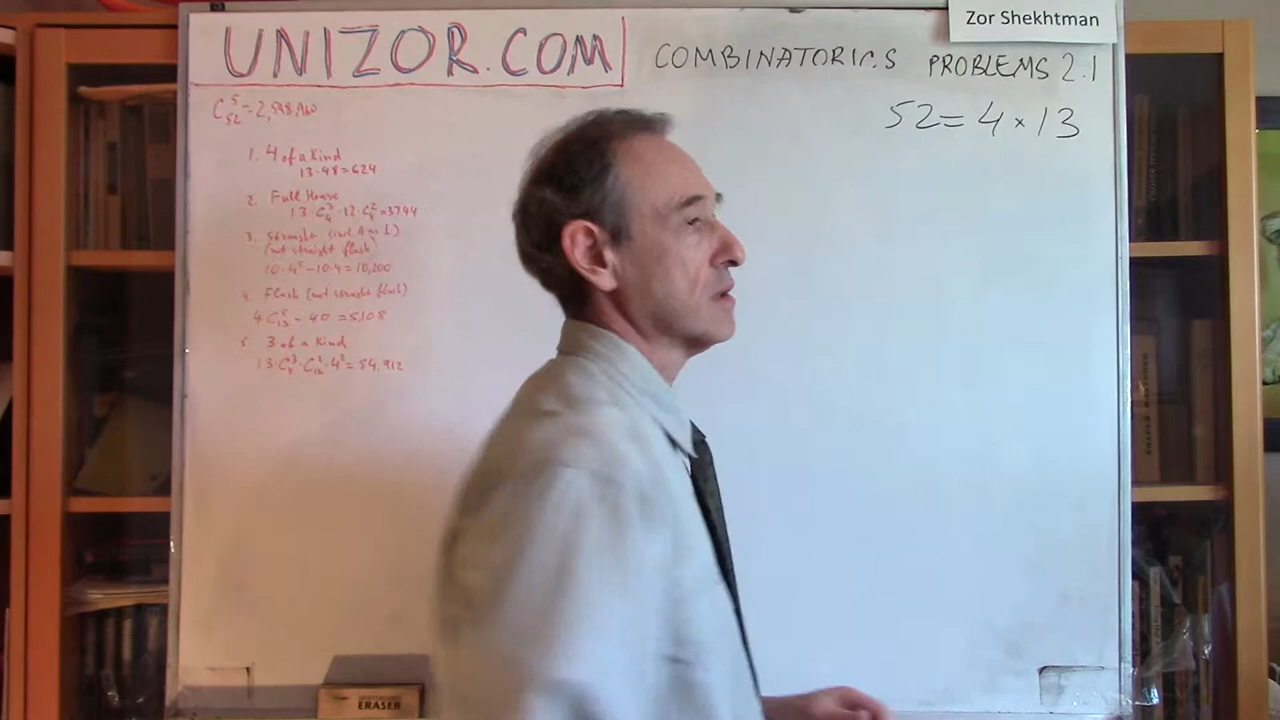 Zor Shekhtman
UNIZOR.COM
COMBINATORICS PROBLEMS 2.1
52 = 4 × 13
C⁵₅₂ = 2,598,960
1. 4 of a Kind
13·48=624
2. Full House
13·C³₄·12·C²₄=3744
3. Straight (incl A as 1)
(not straight flush)
10·4⁵-10·4=10,200
4. Flush (not straight flush)
4C⁵₁₃-40=5,108
5. 3 of a Kind
13·C³₄·C²₁₂·4²=54,912
ERASER